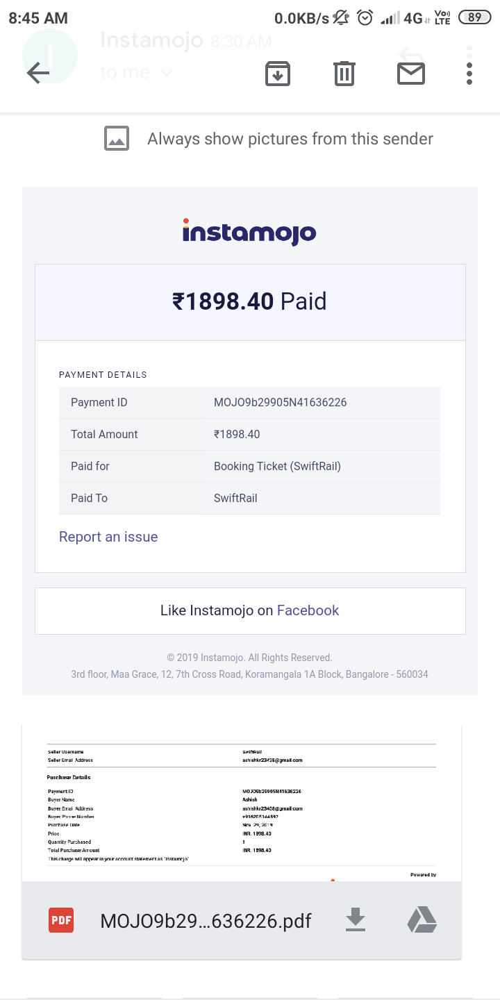 8:45 AM 0.0KB/s 4G Vo) LTE 89
I Instamojo 8:30 AM
to me
Always show pictures from this sender
instamojo
₹1898.40 Paid
PAYMENT DETAILS
Payment ID MOJO9b29905N41636226
Total Amount ₹1898.40
Paid for Booking Ticket (SwiftRail)
Paid To SwiftRail
Report an issue
Like Instamojo on Facebook
© 2019 Instamojo. All Rights Reserved.
3rd floor, Maa Grace, 12, 7th Cross Road, Koramangala 1A Block, Bangalore - 560034
Seller Username SwiftRail
Seller Email Address ashishkr23438@gmail.com
Purchase Details
Payment ID MOJO9b29905N41636226
Buyer Name Ashish
Buyer Email Address ashishkr23438@gmail.com
Buyer Phone Number
Purchase Date Nov. 29, 2019
Price INR. 1898.40
Quantity Purchased 1
Total Purchase Amount INR. 1898.40
This charge will appear in your account statement as "Instamojo"
Powered by
PDF MOJO9b29...636226.pdf